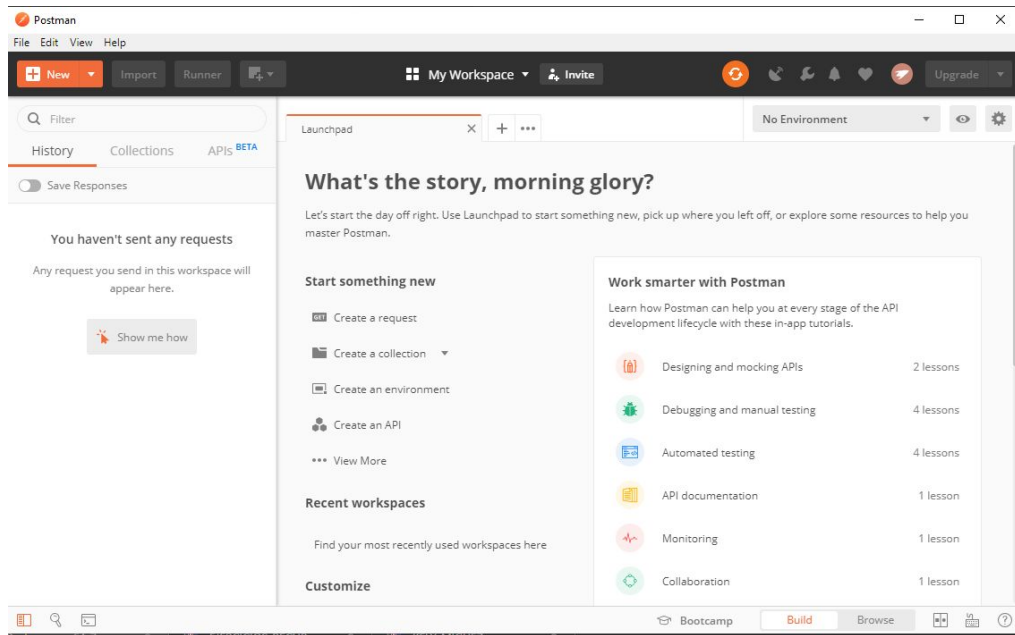 Postman
File Edit View Help
New Import Runner My Workspace Invite Upgrade
Filter
History Collections APIs BETA
Save Responses
You haven't sent any requests
Any request you send in this workspace will
appear here.
Show me how
Launchpad
No Environment
What's the story, morning glory?
Let's start the day off right. Use Launchpad to start something new, pick up where you left off, or explore some resources to help you
master Postman.
Start something new
GET Create a request
Create a collection
Create an environment
Create an API
View More
Recent workspaces
Find your most recently used workspaces here
Customize
Work smarter with Postman
Learn how Postman can help you at every stage of the API
development lifecycle with these in-app tutorials.
Designing and mocking APIs 2 lessons
Debugging and manual testing 4 lessons
Automated testing 4 lessons
API documentation 1 lesson
Monitoring 1 lesson
Collaboration 1 lesson
Bootcamp Build Browse